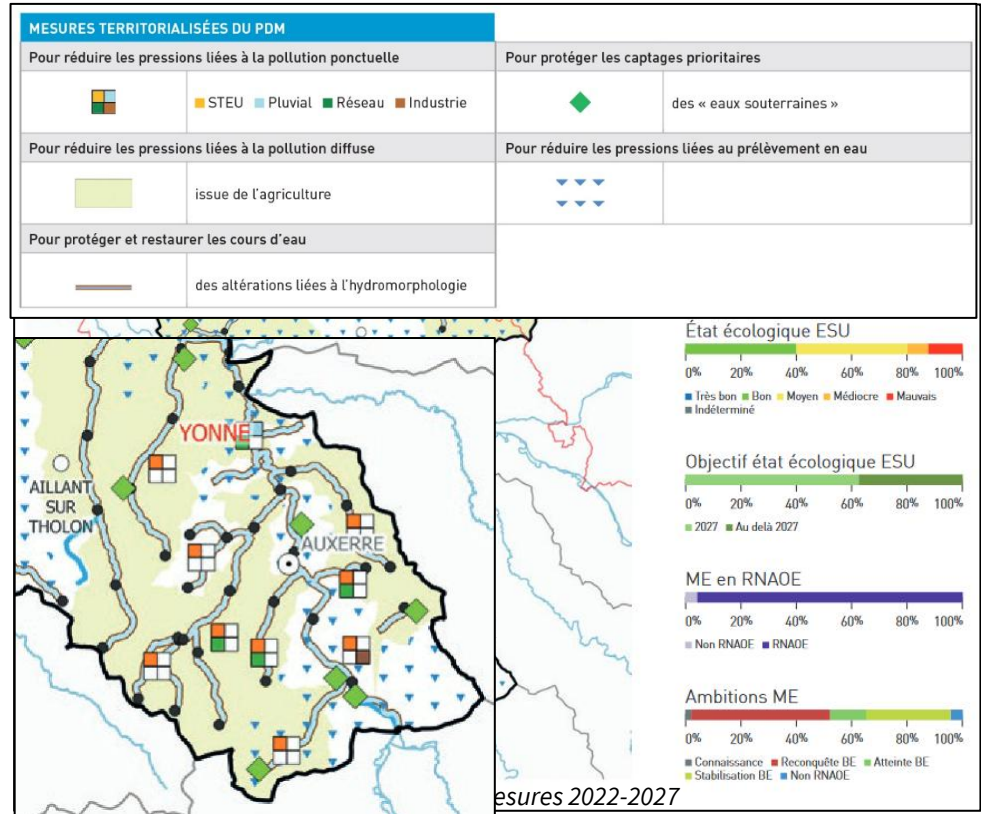 MESURES TERRITORIALISÉES DU PDM
Pour réduire les pressions liées à la pollution ponctuelle
STEU Pluvial Réseau Industrie
Pour réduire les pressions liées à la pollution diffuse
issue de l'agriculture
Pour protéger et restaurer les cours d'eau
des altérations liées à l'hydromorphologie
Pour protéger les captages prioritaires
des « eaux souterraines »
Pour réduire les pressions liées au prélèvement en eau
YONNE
AILLANT
SUR
THOLON
AUXERRE
État écologique ESU
0% 20% 40% 60% 80% 100%
Très bon Bon Moyen Médiocre Mauvais
Indéterminé
Objectif état écologique ESU
0% 20% 40% 60% 80% 100%
2027 Au delà 2027
ME en RNAOE
0% 20% 40% 60% 80% 100%
Non RNAOE RNAOE
Ambitions ME
0% 20% 40% 60% 80% 100%
Connaissance Reconquête BE Atteinte BE
Stabilisation BE Non RNAOE
esures 2022-2027